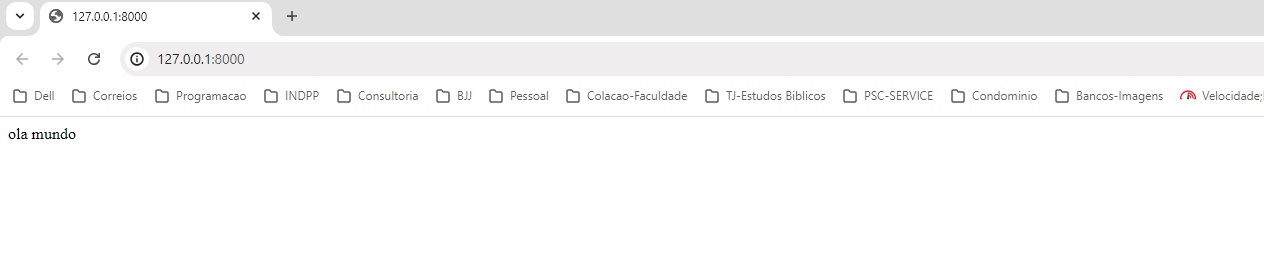 127.0.0.1:8000
127.0.0.1:8000
Dell Correios Programacao INDPP Consultoria BJJ Pessoal Colacao-Faculdade TJ-Estudos Biblicos PSC-SERVICE Condominio Bancos-Imagens Velocidade;
ola mundo